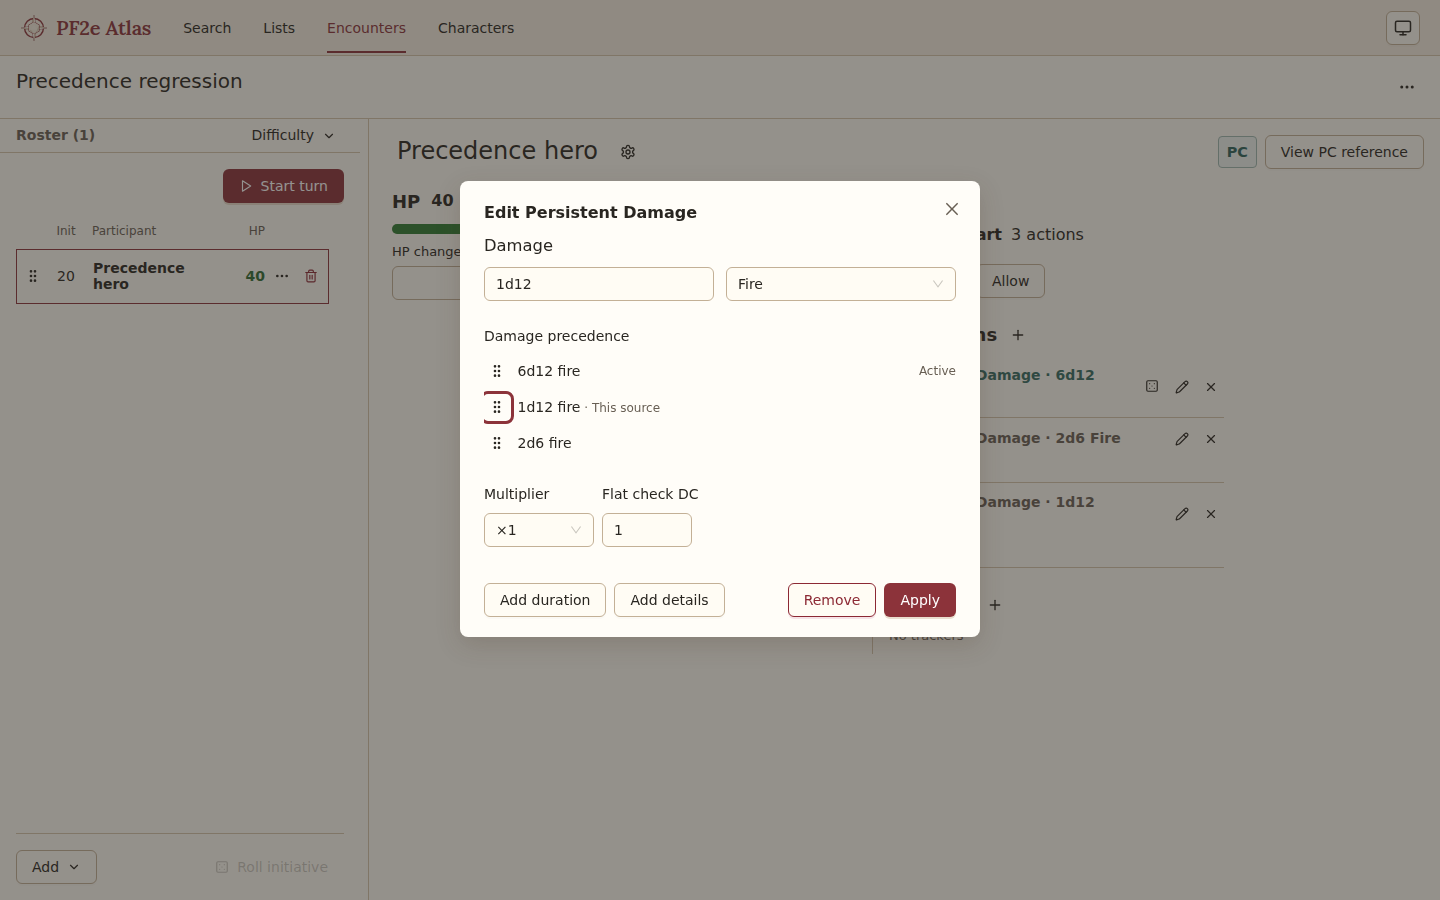 PF2e Atlas
Search
Lists
Encounters
Characters
Precedence regression
Roster (1)
Difficulty
Start turn
Init
Participant
HP
20
Precedence
hero
40
Add
Roll initiative
Precedence hero
PC
View PC reference
HP 40
HP change
art 3 actions
Allow
ns
Damage · 6d12
Damage · 2d6 Fire
Damage · 1d12
Edit Persistent Damage
Damage
1d12
Fire
Damage precedence
6d12 fire
Active
1d12 fire · This source
2d6 fire
Multiplier
Flat check DC
×1
1
Add duration
Add details
Remove
Apply